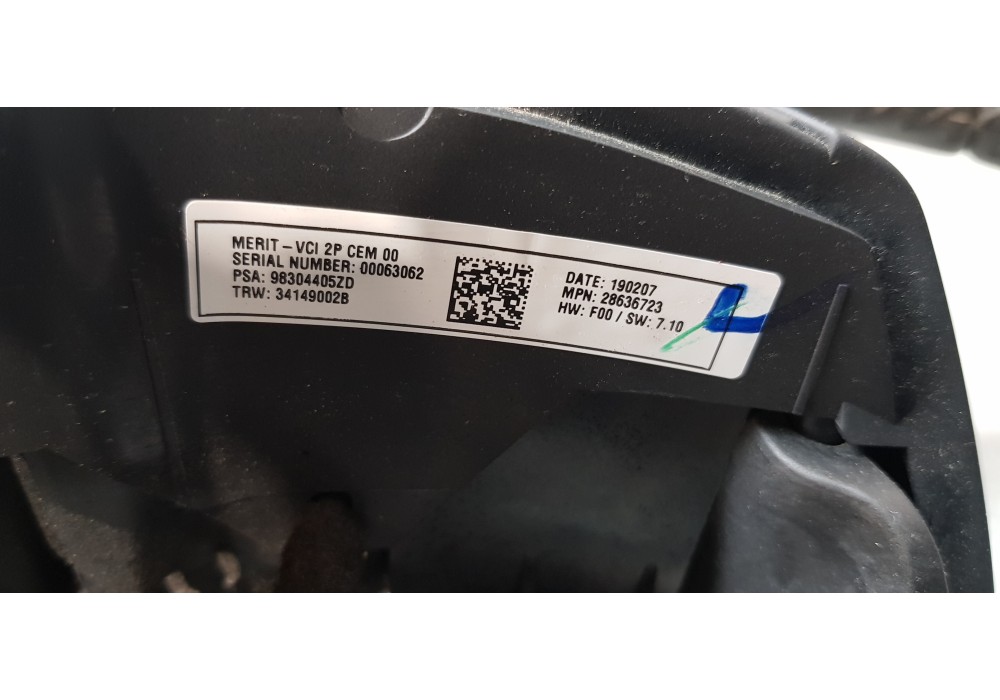 MERIT - VCI 2P CEM 00
SERIAL NUMBER: 00063062
PSA: 98304405ZD
TRW: 34149002B
DATE: 190207
MPN: 28636723
HW: F00 / SW: 7.10